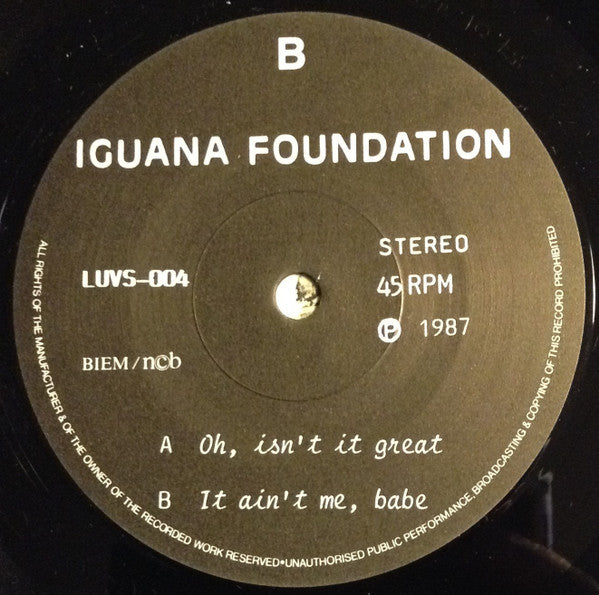 B
IGUANA FOUNDATION
LUVS-004
STEREO
45 RPM
BIEM/ncb
℗ 1987
A Oh, isn't it great
B It ain't me, babe
ALL RIGHTS OF THE MANUFACTURER & OF THE OWNER OF THE RECORDED WORK RESERVED•UNAUTHORISED PUBLIC PERFORMANCE, BROADCASTING & COPYING OF THIS RECORD PROHIBITED